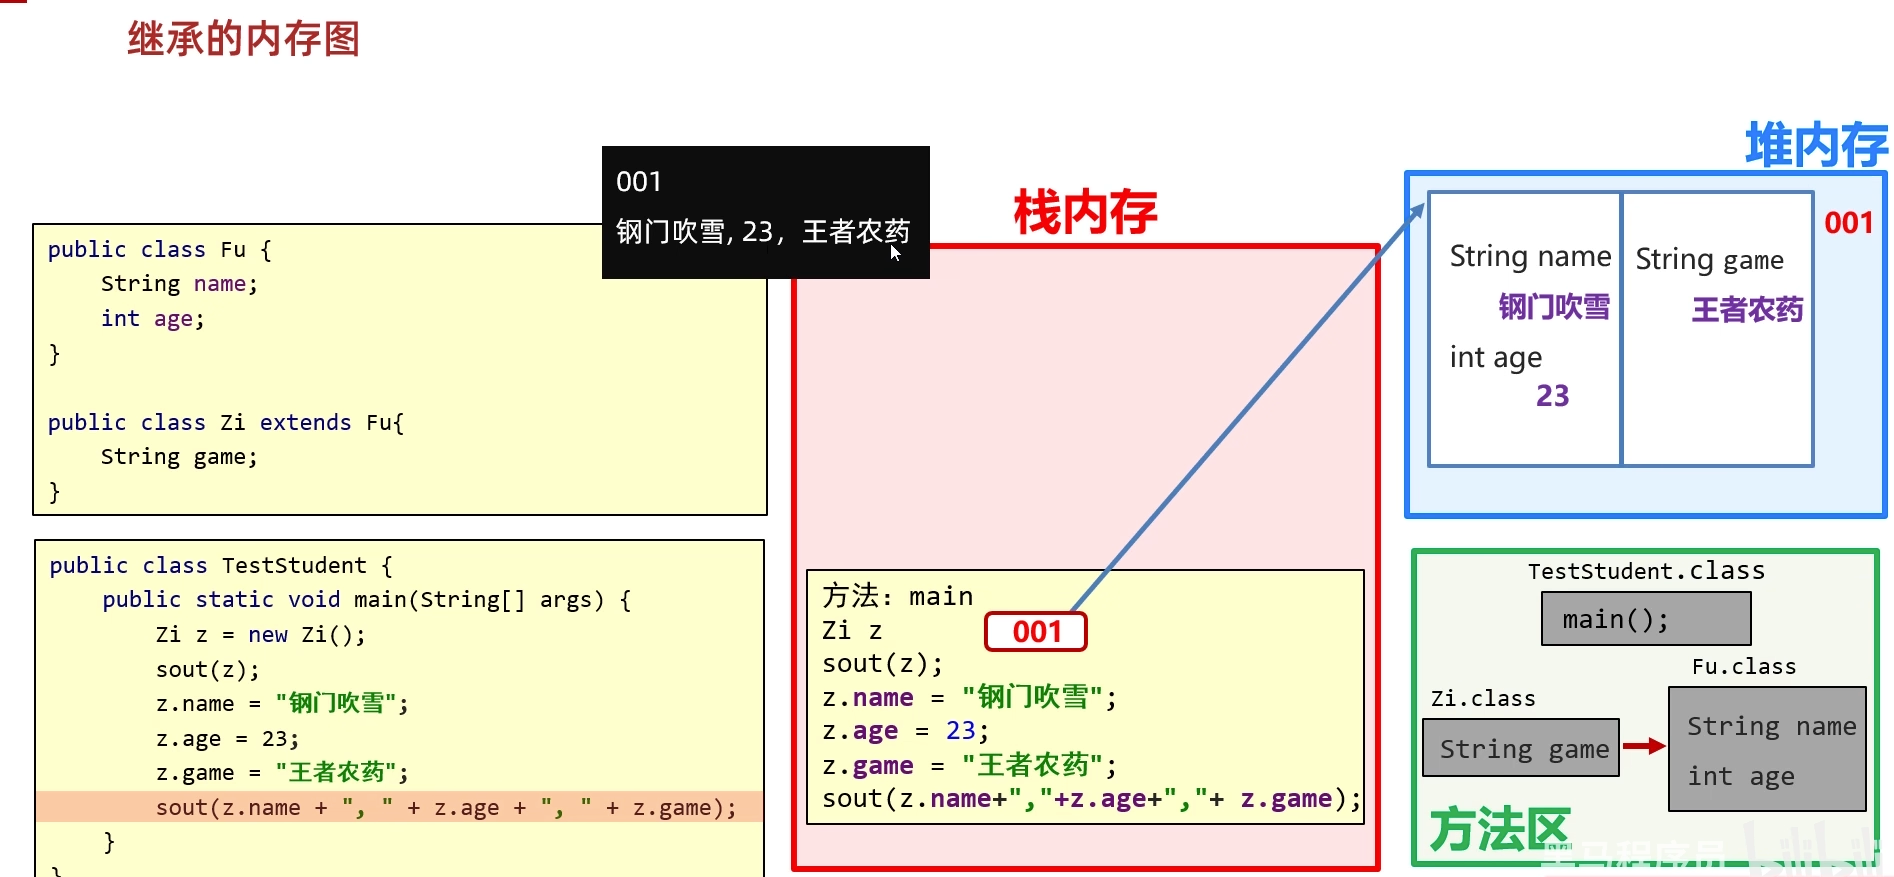 继承的内存图
001
钢门吹雪, 23，王者农药
public class Fu {
String name;
int age;
}
public class Zi extends Fu{
String game;
}
public class TestStudent {
public static void main(String[] args) {
Zi z = new Zi();
sout(z);
z.name = "钢门吹雪";
z.age = 23;
z.game = "王者农药";
sout(z.name + ", " + z.age + ", " + z.game);
}
}
栈内存
方法：main
Zi z
001
sout(z);
z.name = "钢门吹雪";
z.age = 23;
z.game = "王者农药";
sout(z.name+","+z.age+","+ z.game);
堆内存
001
String name
钢门吹雪
int age
23
String game
王者农药
TestStudent.class
main();
Fu.class
String name
int age
Zi.class
String game
方法区
黑马程序员
bilibili